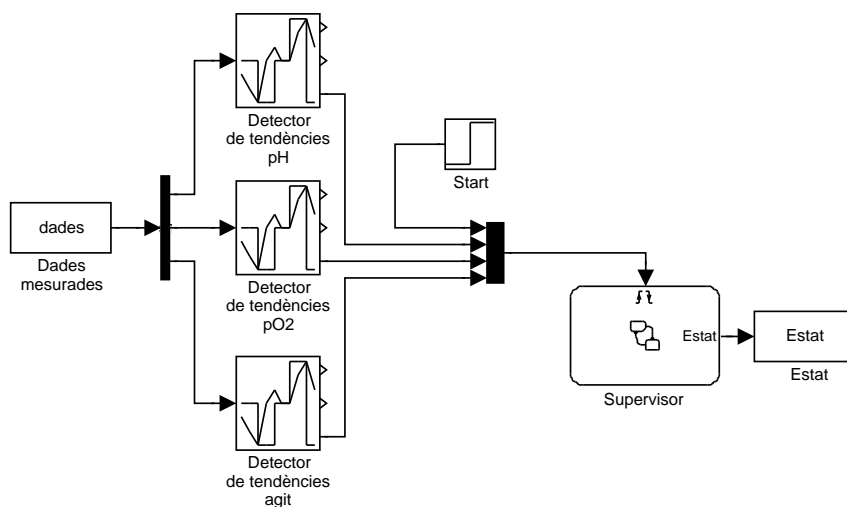 Detector
de tendències
pH
Start
dades
Dades
mesurades
Detector
de tendències
pO2
Estat
Estat
Supervisor
Estat
Detector
de tendències
agit